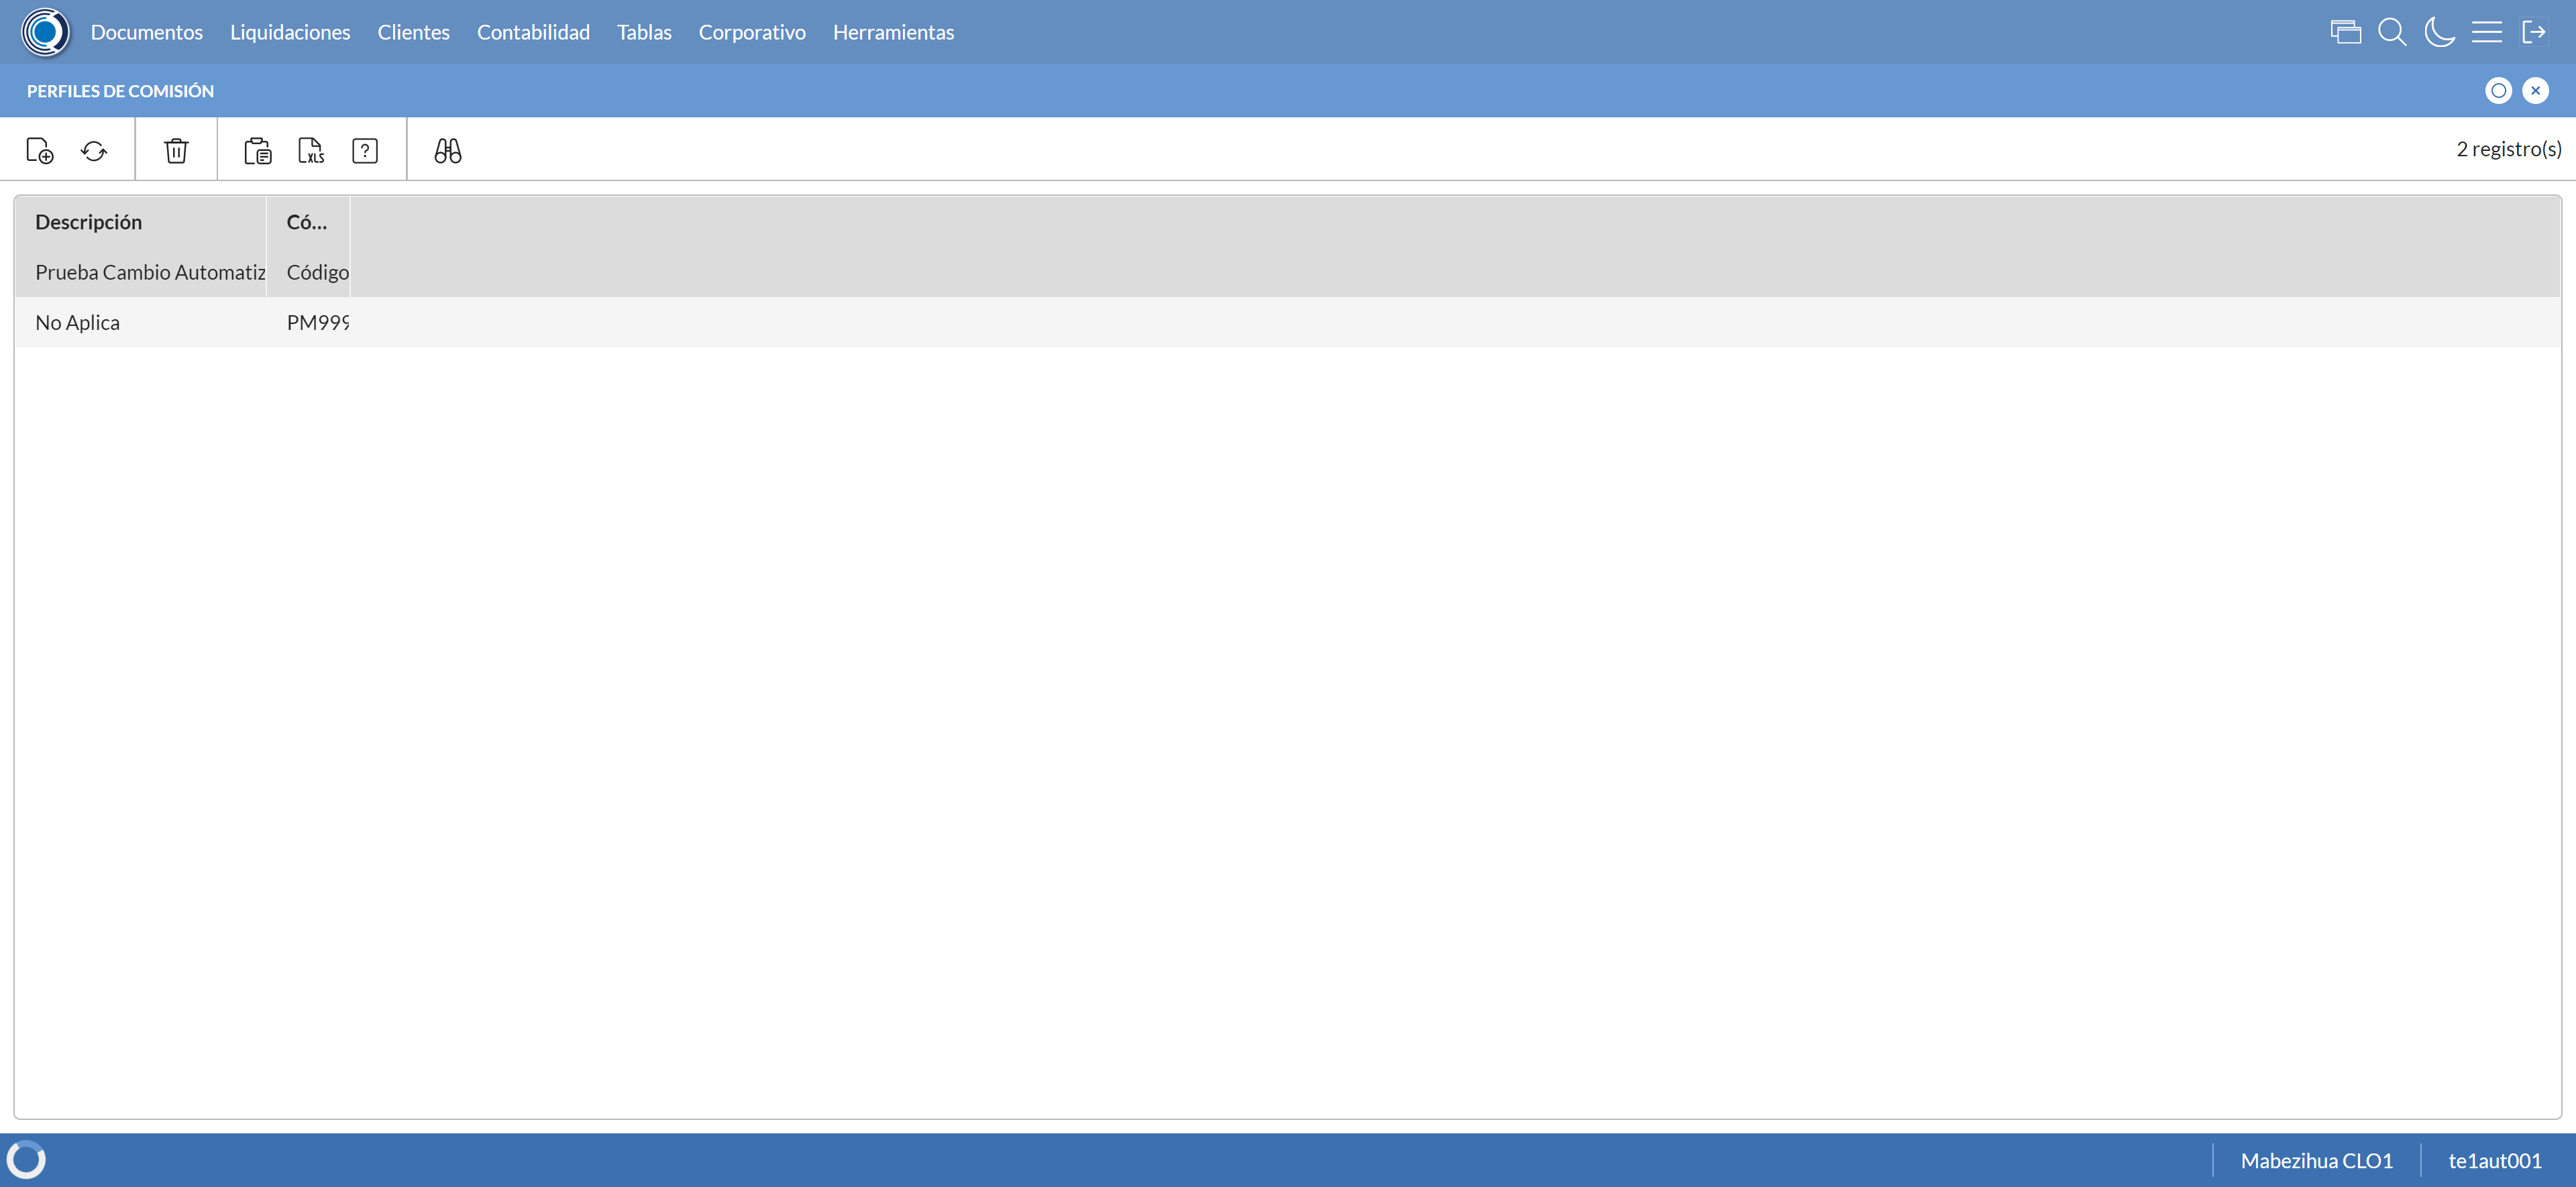 Documentos Liquidaciones Clientes Contabilidad Tablas Corporativo Herramientas
PERFILES DE COMISIÓN
XLS ? 2 registro(s)
Descripción Có...
Prueba Cambio Automatiz Código
No Aplica PM999
Mabezihua CLO1 te1aut001